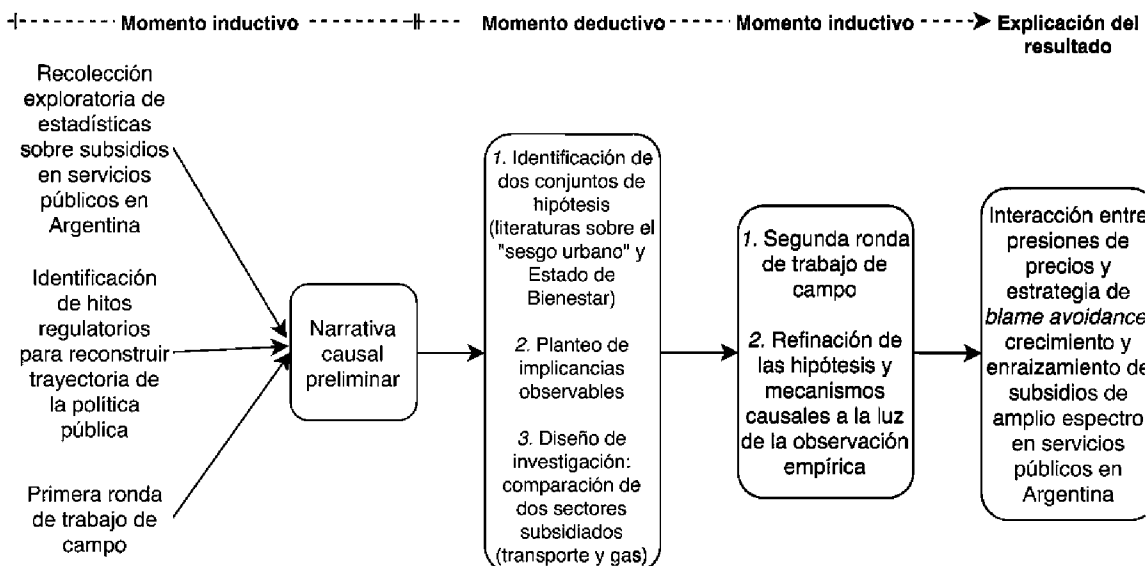 Momento inductivo
Momento deductivo
Momento inductivo
Explicación del
resultado
Recolección
exploratoria de
estadísticas
sobre subsidios
en servicios
públicos en
Argentina
Identificación
de hitos
regulatorios
para reconstruir
trayectoria de
la política
pública
Primera ronda
de trabajo de
campo
Narrativa
causal
preliminar
1. Identificación de
dos conjuntos de
hipótesis
(literaturas sobre el
"sesgo urbano" y
Estado de
Bienestar)
2. Planteo de
implicancias
observables
3. Diseño de
investigación:
comparación de
dos sectores
subsidiados
(transporte y gas)
1. Segunda ronda
de trabajo de
campo
2. Refinación de
las hipótesis y
mecanismos
causales a la luz
de la observación
empírica
Interacción entre
presiones de
precios y
estrategia de
blame avoidance
crecimiento y
enraizamiento de
subsidios de
amplio espectro
en servicios
públicos en
Argentina